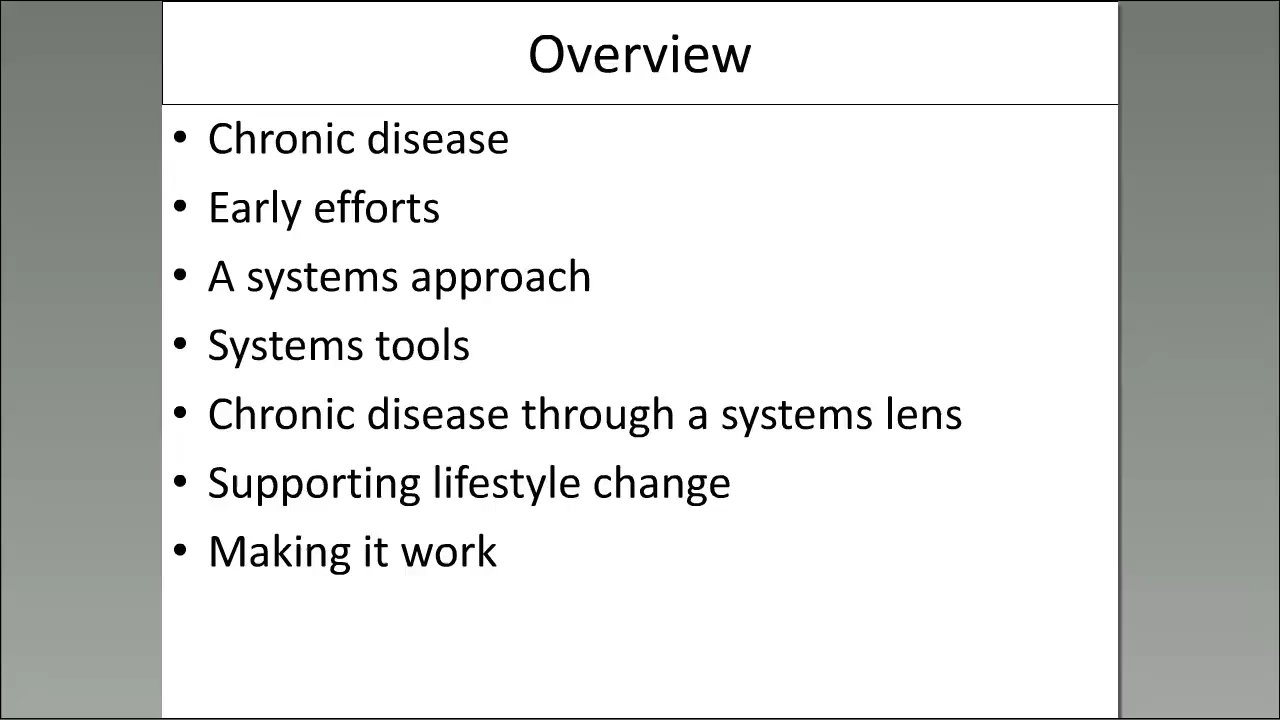 Overview
• Chronic disease
• Early efforts
• A systems approach
• Systems tools
• Chronic disease through a systems lens
• Supporting lifestyle change
• Making it work